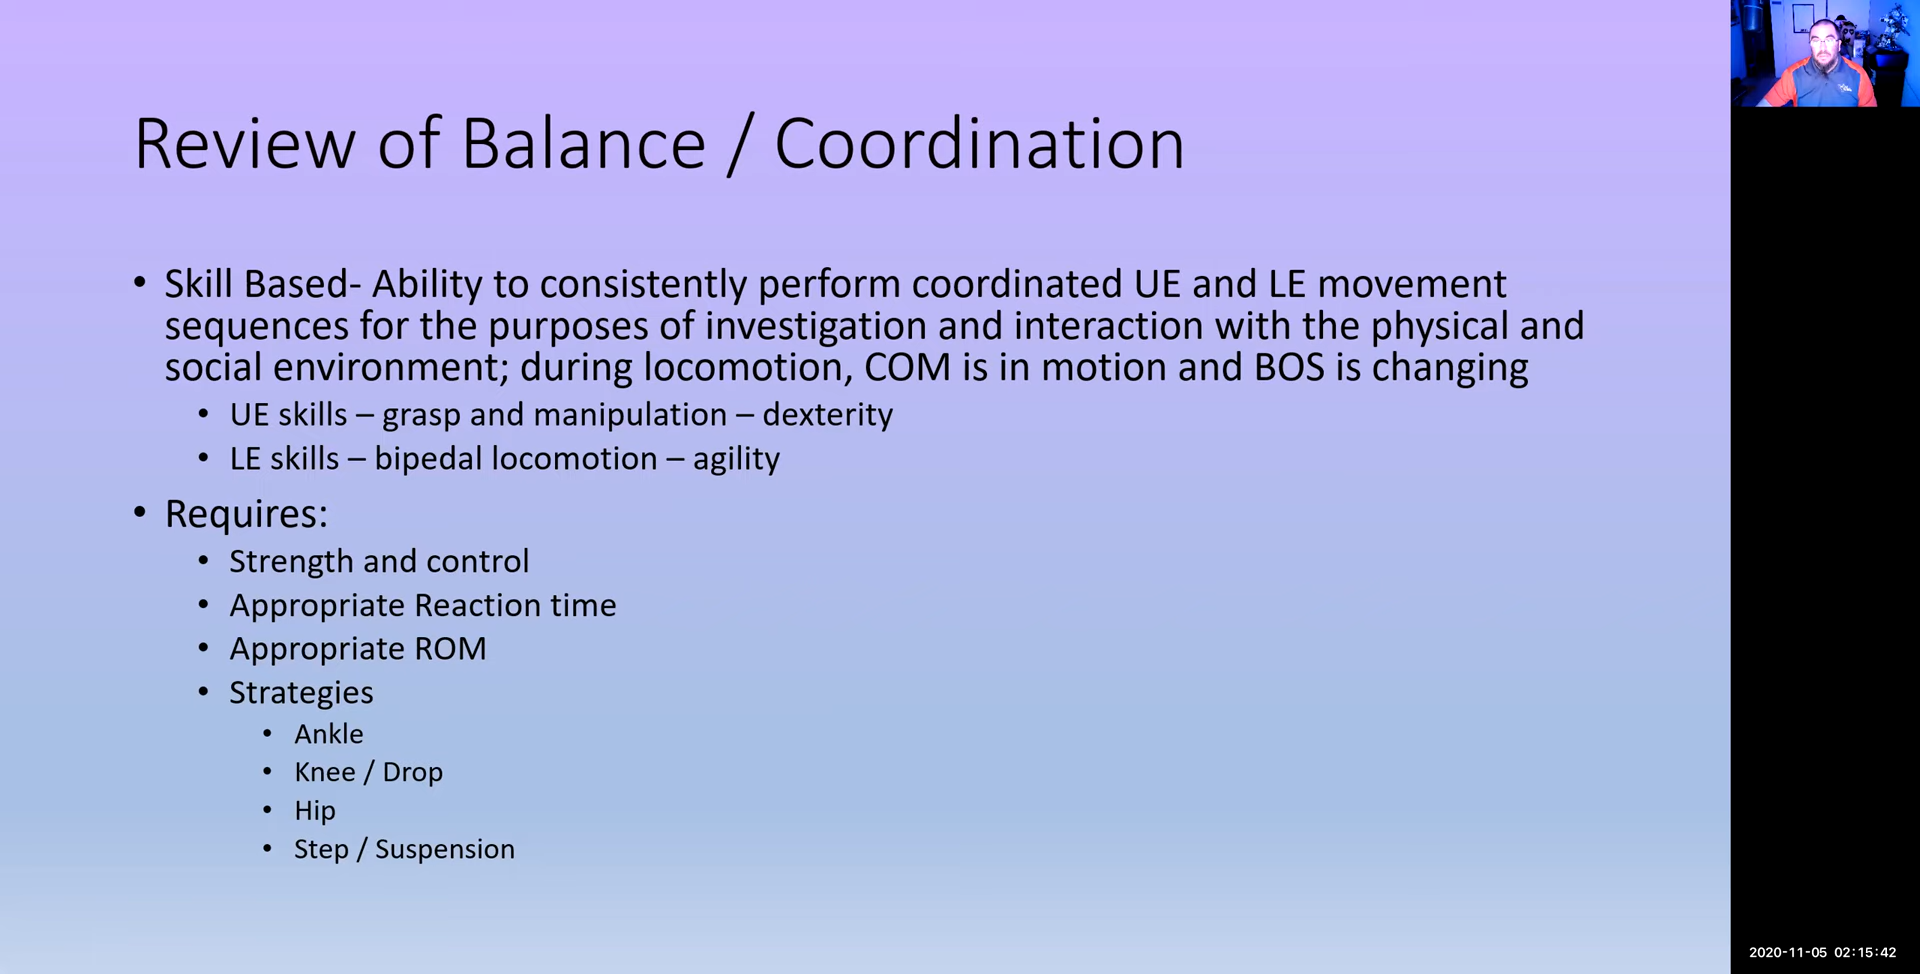 Review of Balance / Coordination
• Skill Based- Ability to consistently perform coordinated UE and LE movement
sequences for the purposes of investigation and interaction with the physical and
social environment; during locomotion, COM is in motion and BOS is changing
• UE skills – grasp and manipulation – dexterity
• LE skills – bipedal locomotion – agility
• Requires:
• Strength and control
• Appropriate Reaction time
• Appropriate ROM
• Strategies
• Ankle
• Knee / Drop
• Hip
• Step / Suspension
2020-11-05 02:15:42